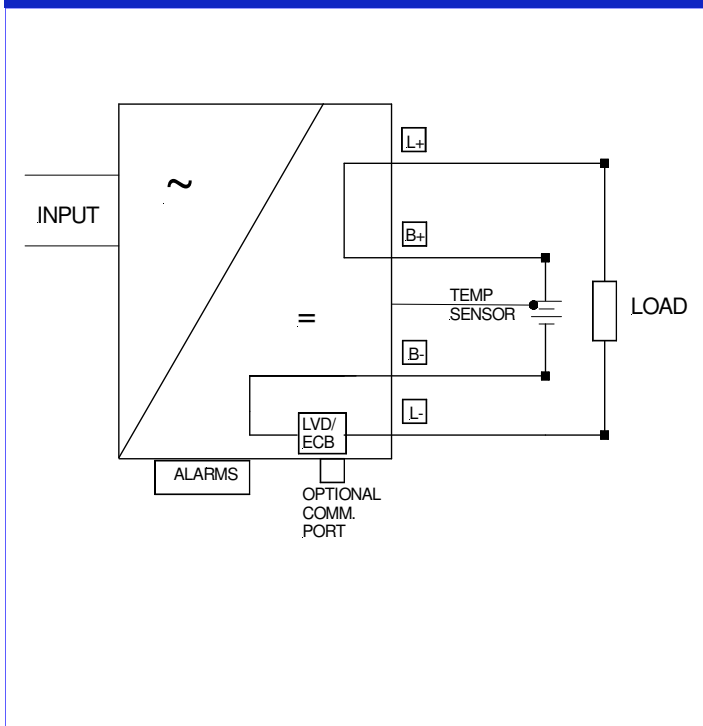 L+
~
INPUT
B+
TEMP
SENSOR
LOAD
=
B-
L-
LVD/
ECB
ALARMS
OPTIONAL
COMM.
PORT